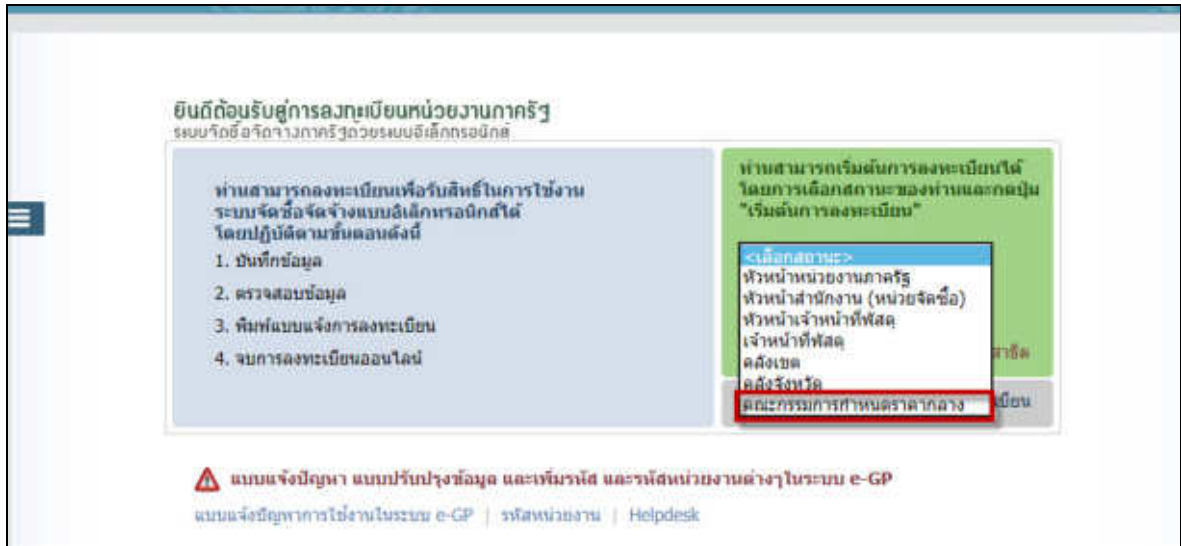 ยินดีต้อนรับสู่การลงทะเบียนหน่วยงานภาครัฐ
ระบบจัดซื้อจัดจ้างภาครัฐด้วยระบบอิเล็กทรอนิกส์
ท่านสามารถลงทะเบียนเพื่อรับสิทธิ์ในการใช้งาน
ระบบจัดซื้อจัดจ้างแบบอิเล็กทรอนิกส์ได้
โดยปฏิบัติตามขั้นตอนดังนี้
1. บันทึกข้อมูล
2. ตรวจสอบข้อมูล
3. พิมพ์แบบแจ้งการลงทะเบียน
4. จบการลงทะเบียนออนไลน์
ท่านสามารถเริ่มต้นการลงทะเบียนได้
โดยการเลือกสถานะของท่านและกดปุ่ม
"เริ่มต้นการลงทะเบียน"
<เลือกสถานะ>
หัวหน้าหน่วยงานภาครัฐ
หัวหน้าสำนักงาน (หน่วยจัดซื้อ)
หัวหน้าเจ้าหน้าที่พัสดุ
เจ้าหน้าที่พัสดุ
คลังเขต
คลังจังหวัด
คณะกรรมการกำหนดราคากลาง
แบบแจ้งปัญหา แบบปรับปรุงข้อมูล และเพิ่มรหัส และรหัสหน่วยงานต่างๆในระบบ e-GP
แบบแจ้งปัญหาการใช้งานในระบบ e-GP | รหัสหน่วยงาน | Helpdesk